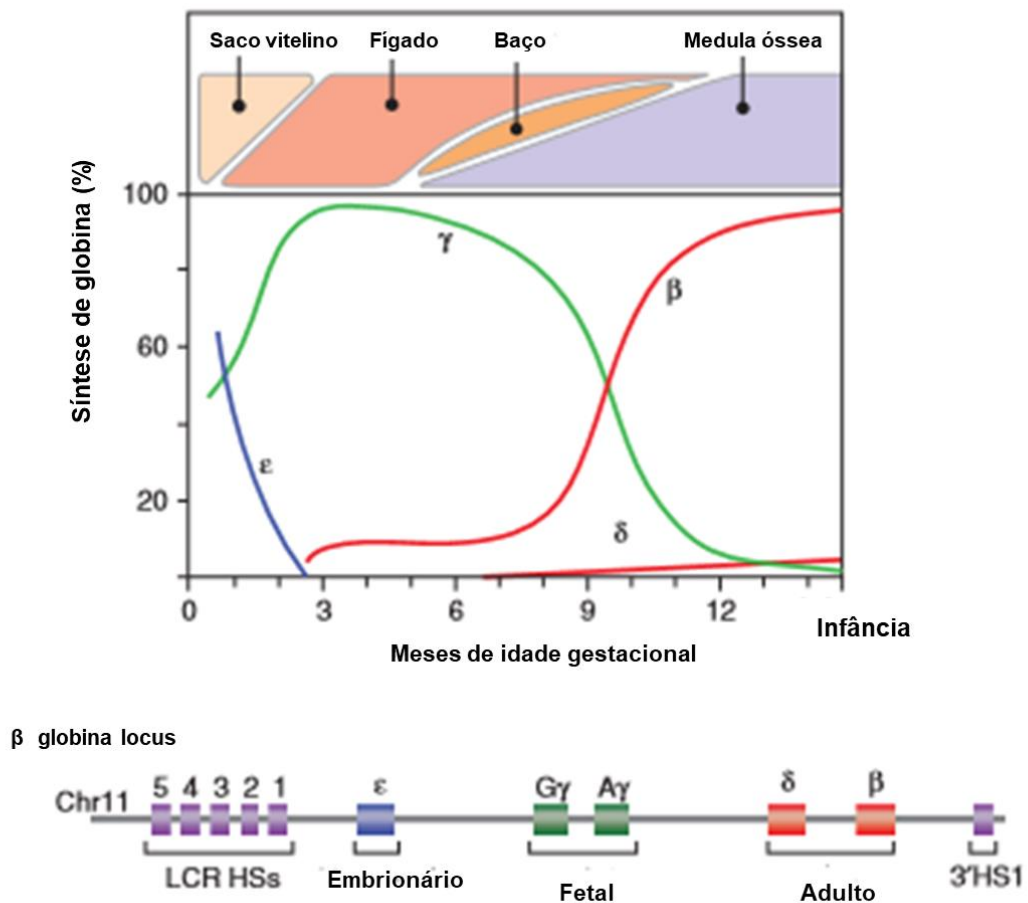 Saco vitelino Fígado Baço Medula óssea
Síntese de globina (%)
100
60
20
γ
β
ε
δ
0 3 6 9 12
Infância
Meses de idade gestacional
β globina locus
Chr11 5 4 3 2 1 ε Gγ Aγ δ β
LCR HSs Embrionário Fetal Adulto 3'HS1